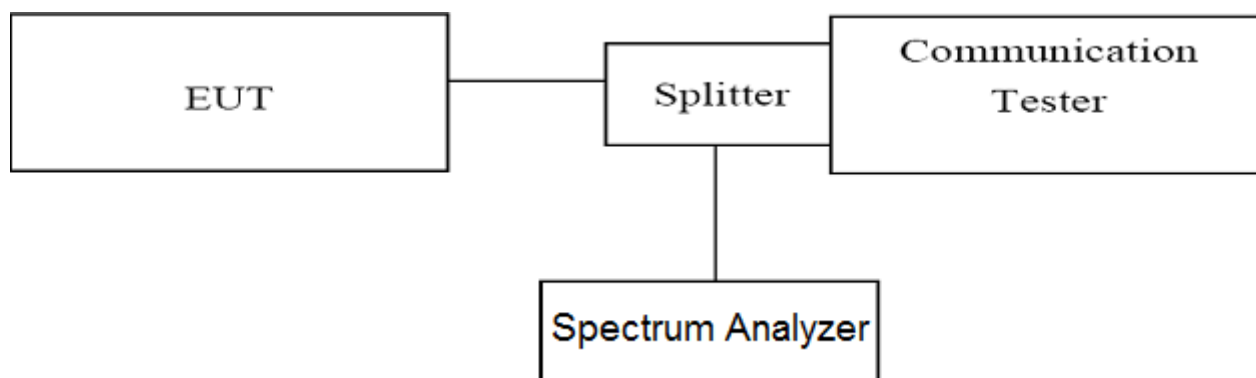 EUT
Splitter
Communication
Tester
Spectrum Analyzer